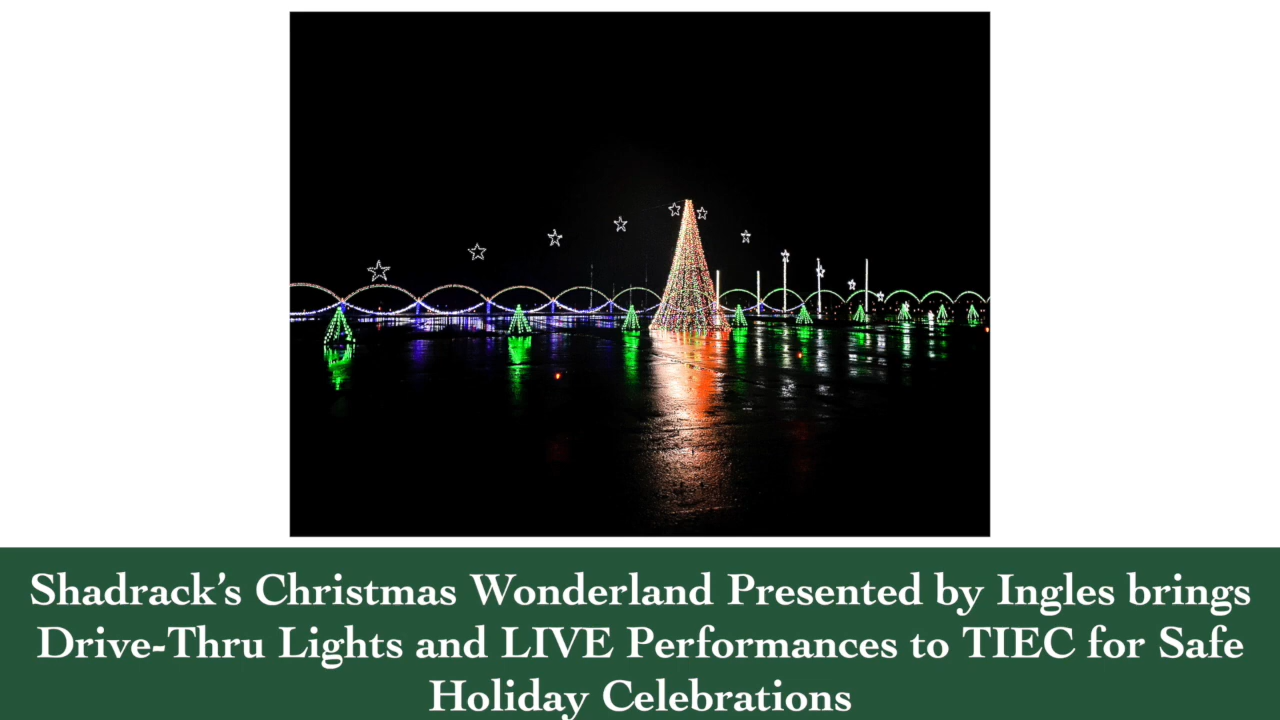 Shadrack’s Christmas Wonderland Presented by Ingles brings
Drive-Thru Lights and LIVE Performances to TIEC for Safe
Holiday Celebrations